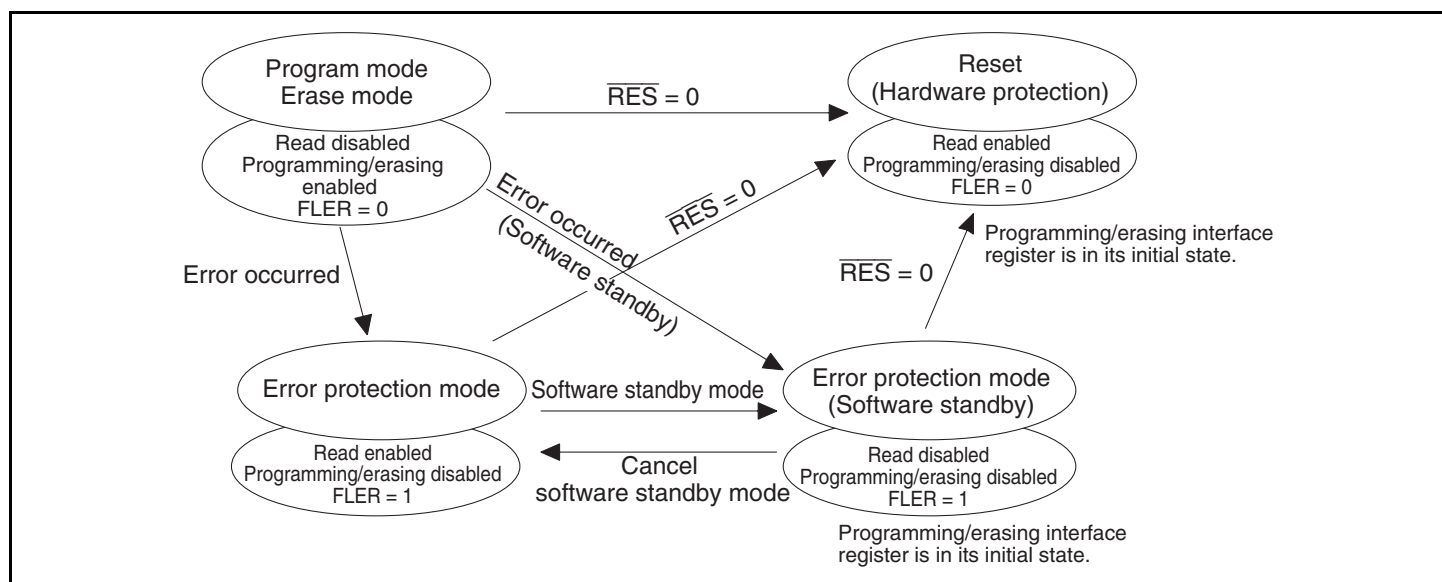 Program mode
Erase mode
Read disabled
Programming/erasing
enabled
FLER = 0
R̅E̅S̅ = 0
Reset
(Hardware protection)
Read enabled
Programming/erasing disabled
FLER = 0
Programming/erasing interface
register is in its initial state.
Error occurred
Error occurred
(Software standby)
R̅E̅S̅ = 0
R̅E̅S̅ = 0
Error protection mode
Read enabled
Programming/erasing disabled
FLER = 1
Software standby mode
Cancel
software standby mode
Error protection mode
(Software standby)
Read disabled
Programming/erasing disabled
FLER = 1
Programming/erasing interface
register is in its initial state.